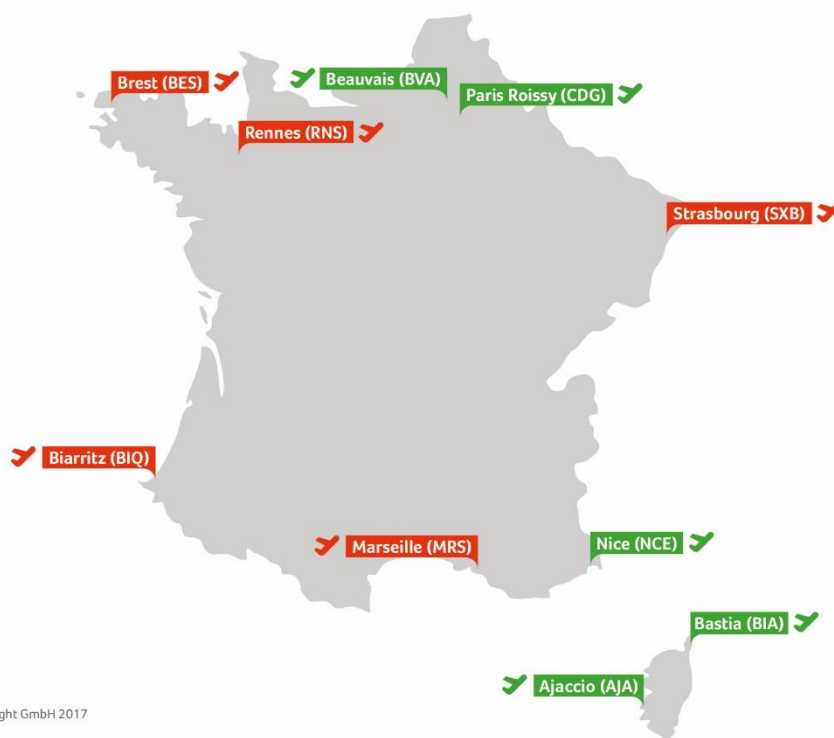 Brest (BES)
Beauvais (BVA)
Paris Roissy (CDG)
Rennes (RNS)
Strasbourg (SXB)
Biarritz (BIQ)
Marseille (MRS)
Nice (NCE)
Bastia (BIA)
Ajaccio (AJA)
GmbH 2017